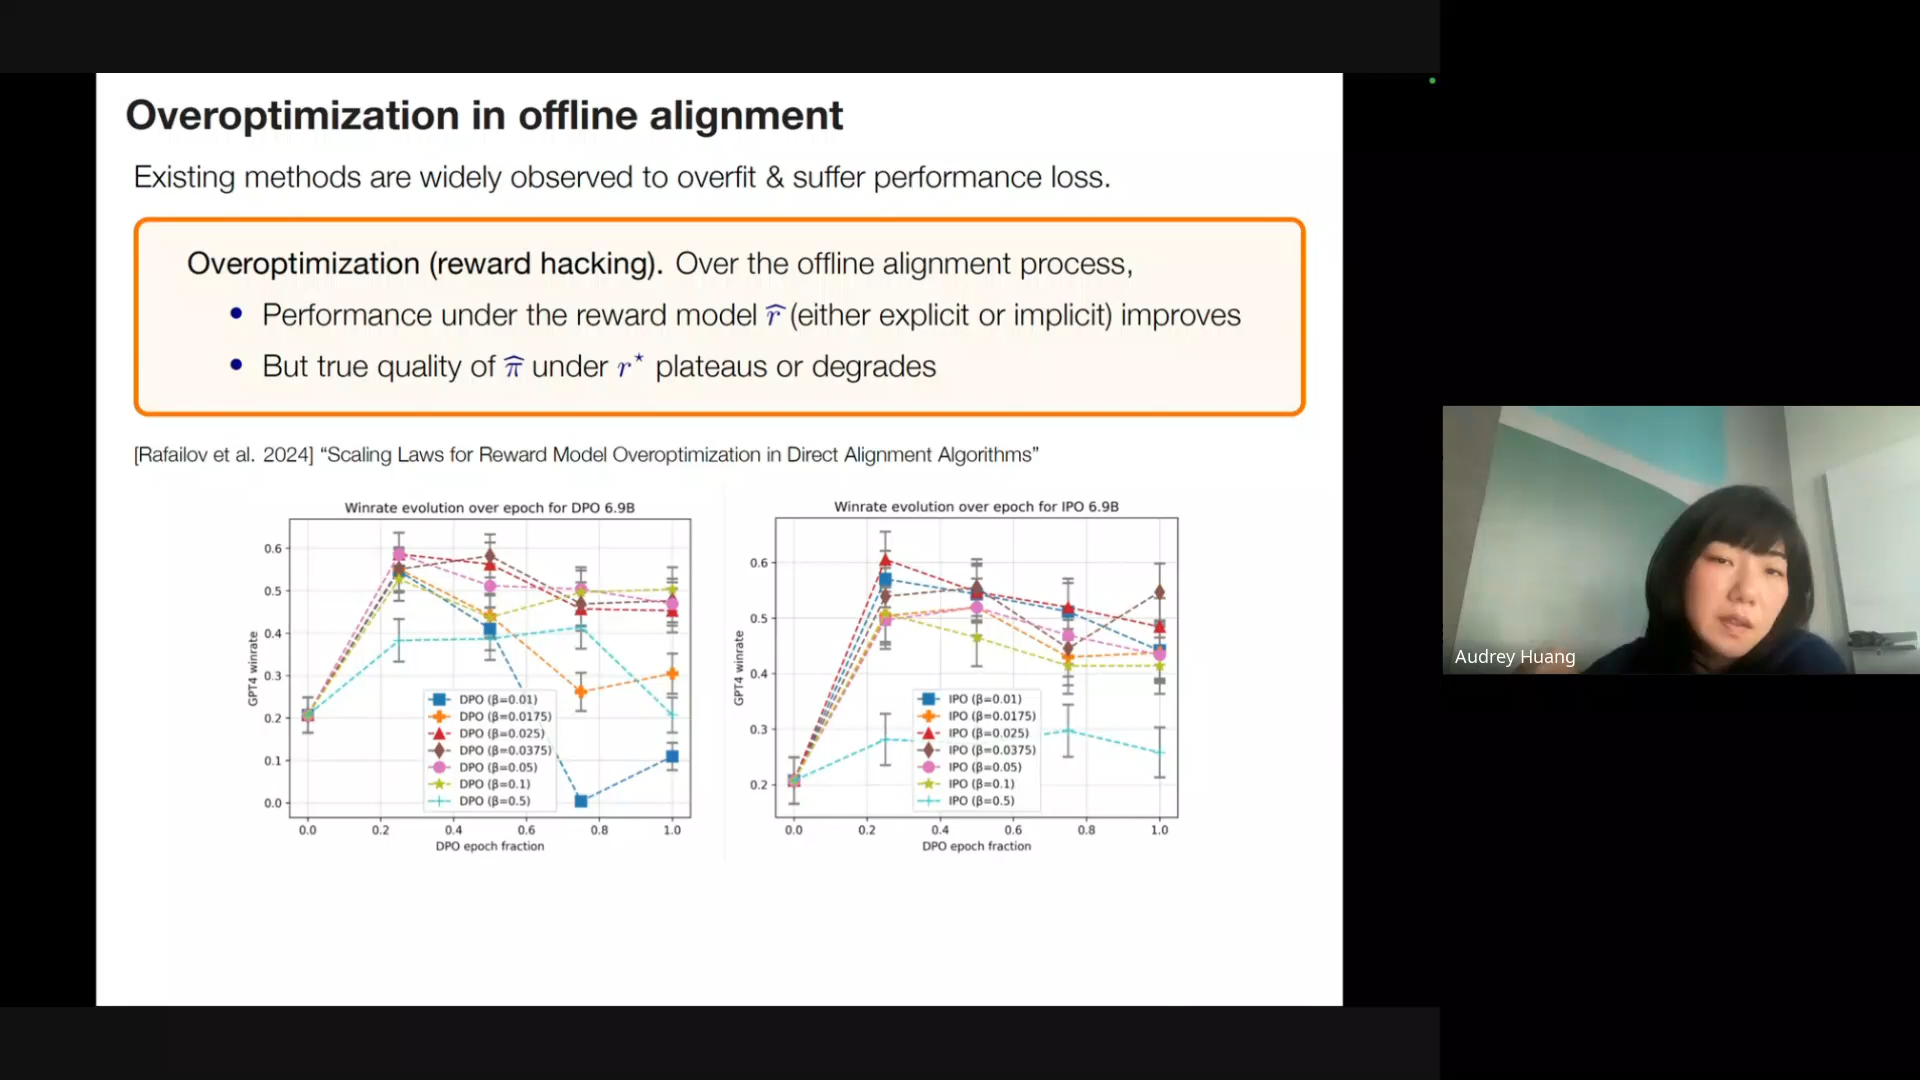 Overoptimization in offline alignment
Existing methods are widely observed to overfit & suffer performance loss.
Overoptimization (reward hacking). Over the offline alignment process,
• Performance under the reward model r̂ (either explicit or implicit) improves
• But true quality of π̂ under r* plateaus or degrades
[Rafailov et al. 2024] “Scaling Laws for Reward Model Overoptimization in Direct Alignment Algorithms”
Winrate evolution over epoch for DPO 6.9B
GPT4 winrate
0.6
0.5
0.4
0.3
0.2
0.1
0.0
DPO (β=0.01)
DPO (β=0.0175)
DPO (β=0.025)
DPO (β=0.0375)
DPO (β=0.05)
DPO (β=0.1)
DPO (β=0.5)
0.0 0.2 0.4 0.6 0.8 1.0
DPO epoch fraction
Winrate evolution over epoch for IPO 6.9B
GPT4 winrate
0.6
0.5
0.4
0.3
0.2
IPO (β=0.01)
IPO (β=0.0175)
IPO (β=0.025)
IPO (β=0.0375)
IPO (β=0.05)
IPO (β=0.1)
IPO (β=0.5)
0.0 0.2 0.4 0.6 0.8 1.0
DPO epoch fraction
Audrey Huang